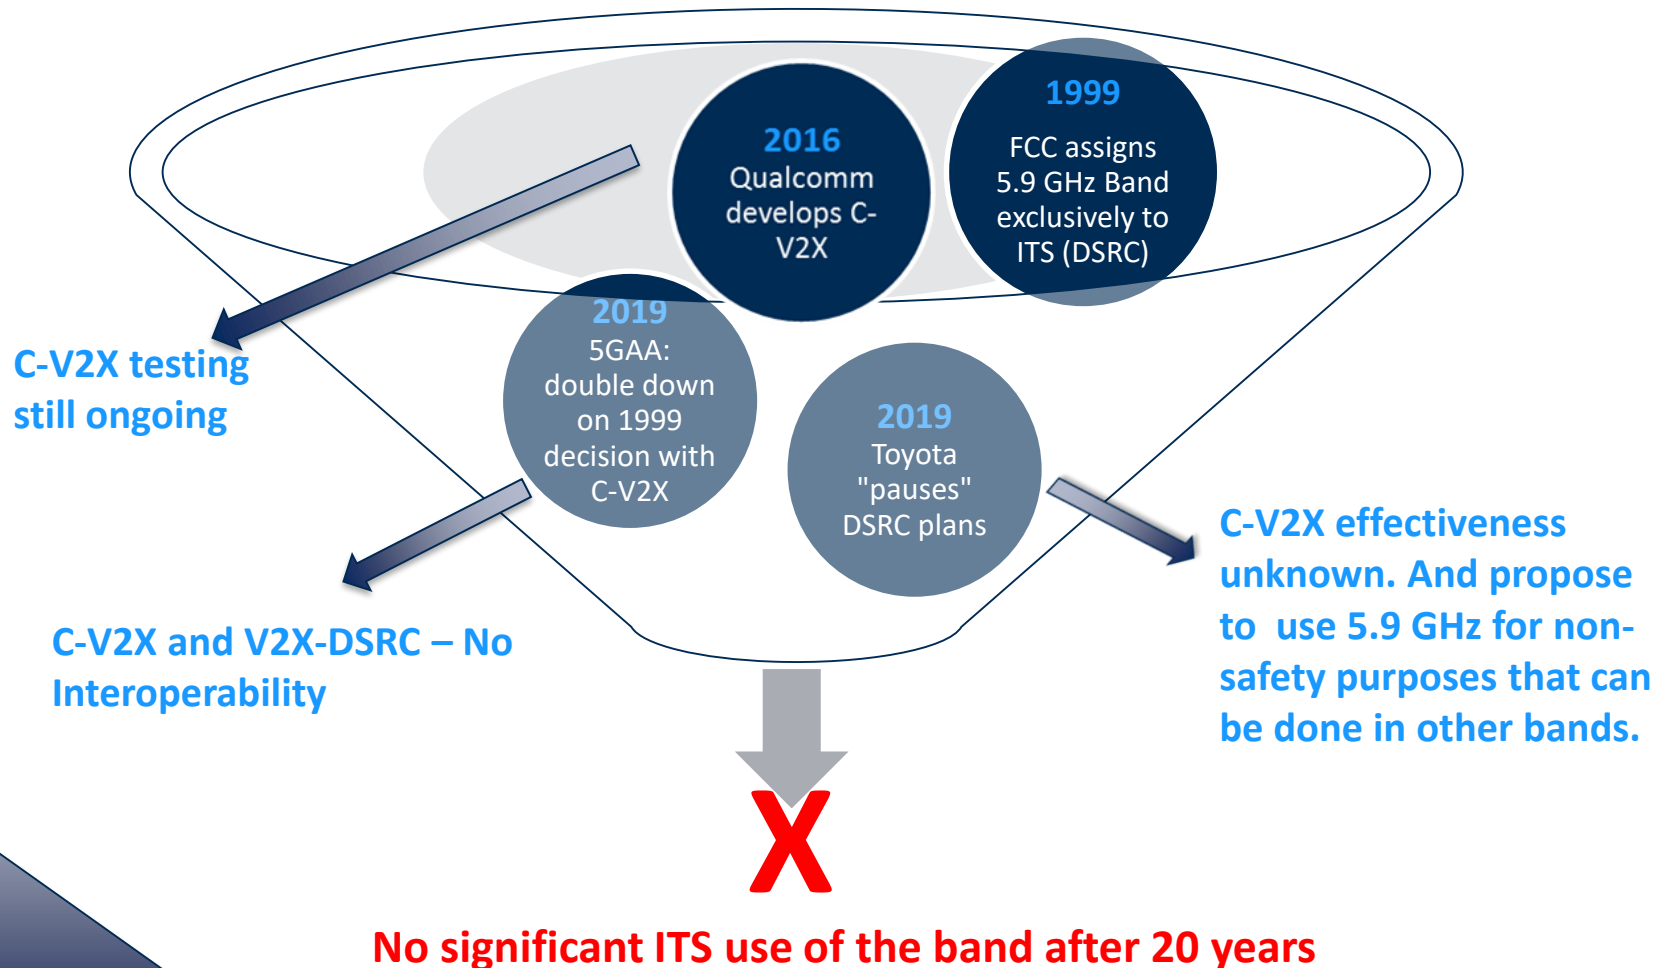 1999
FCC assigns
5.9 GHz Band
exclusively to
ITS (DSRC)
2016
Qualcomm
develops C-
V2X
2019
5GAA:
double down
on 1999
decision with
C-V2X
2019
Toyota
"pauses"
DSRC plans
C-V2X testing
still ongoing
C-V2X and V2X-DSRC – No
Interoperability
C-V2X effectiveness
unknown. And propose
to use 5.9 GHz for non-
safety purposes that can
be done in other bands.
X
No significant ITS use of the band after 20 years